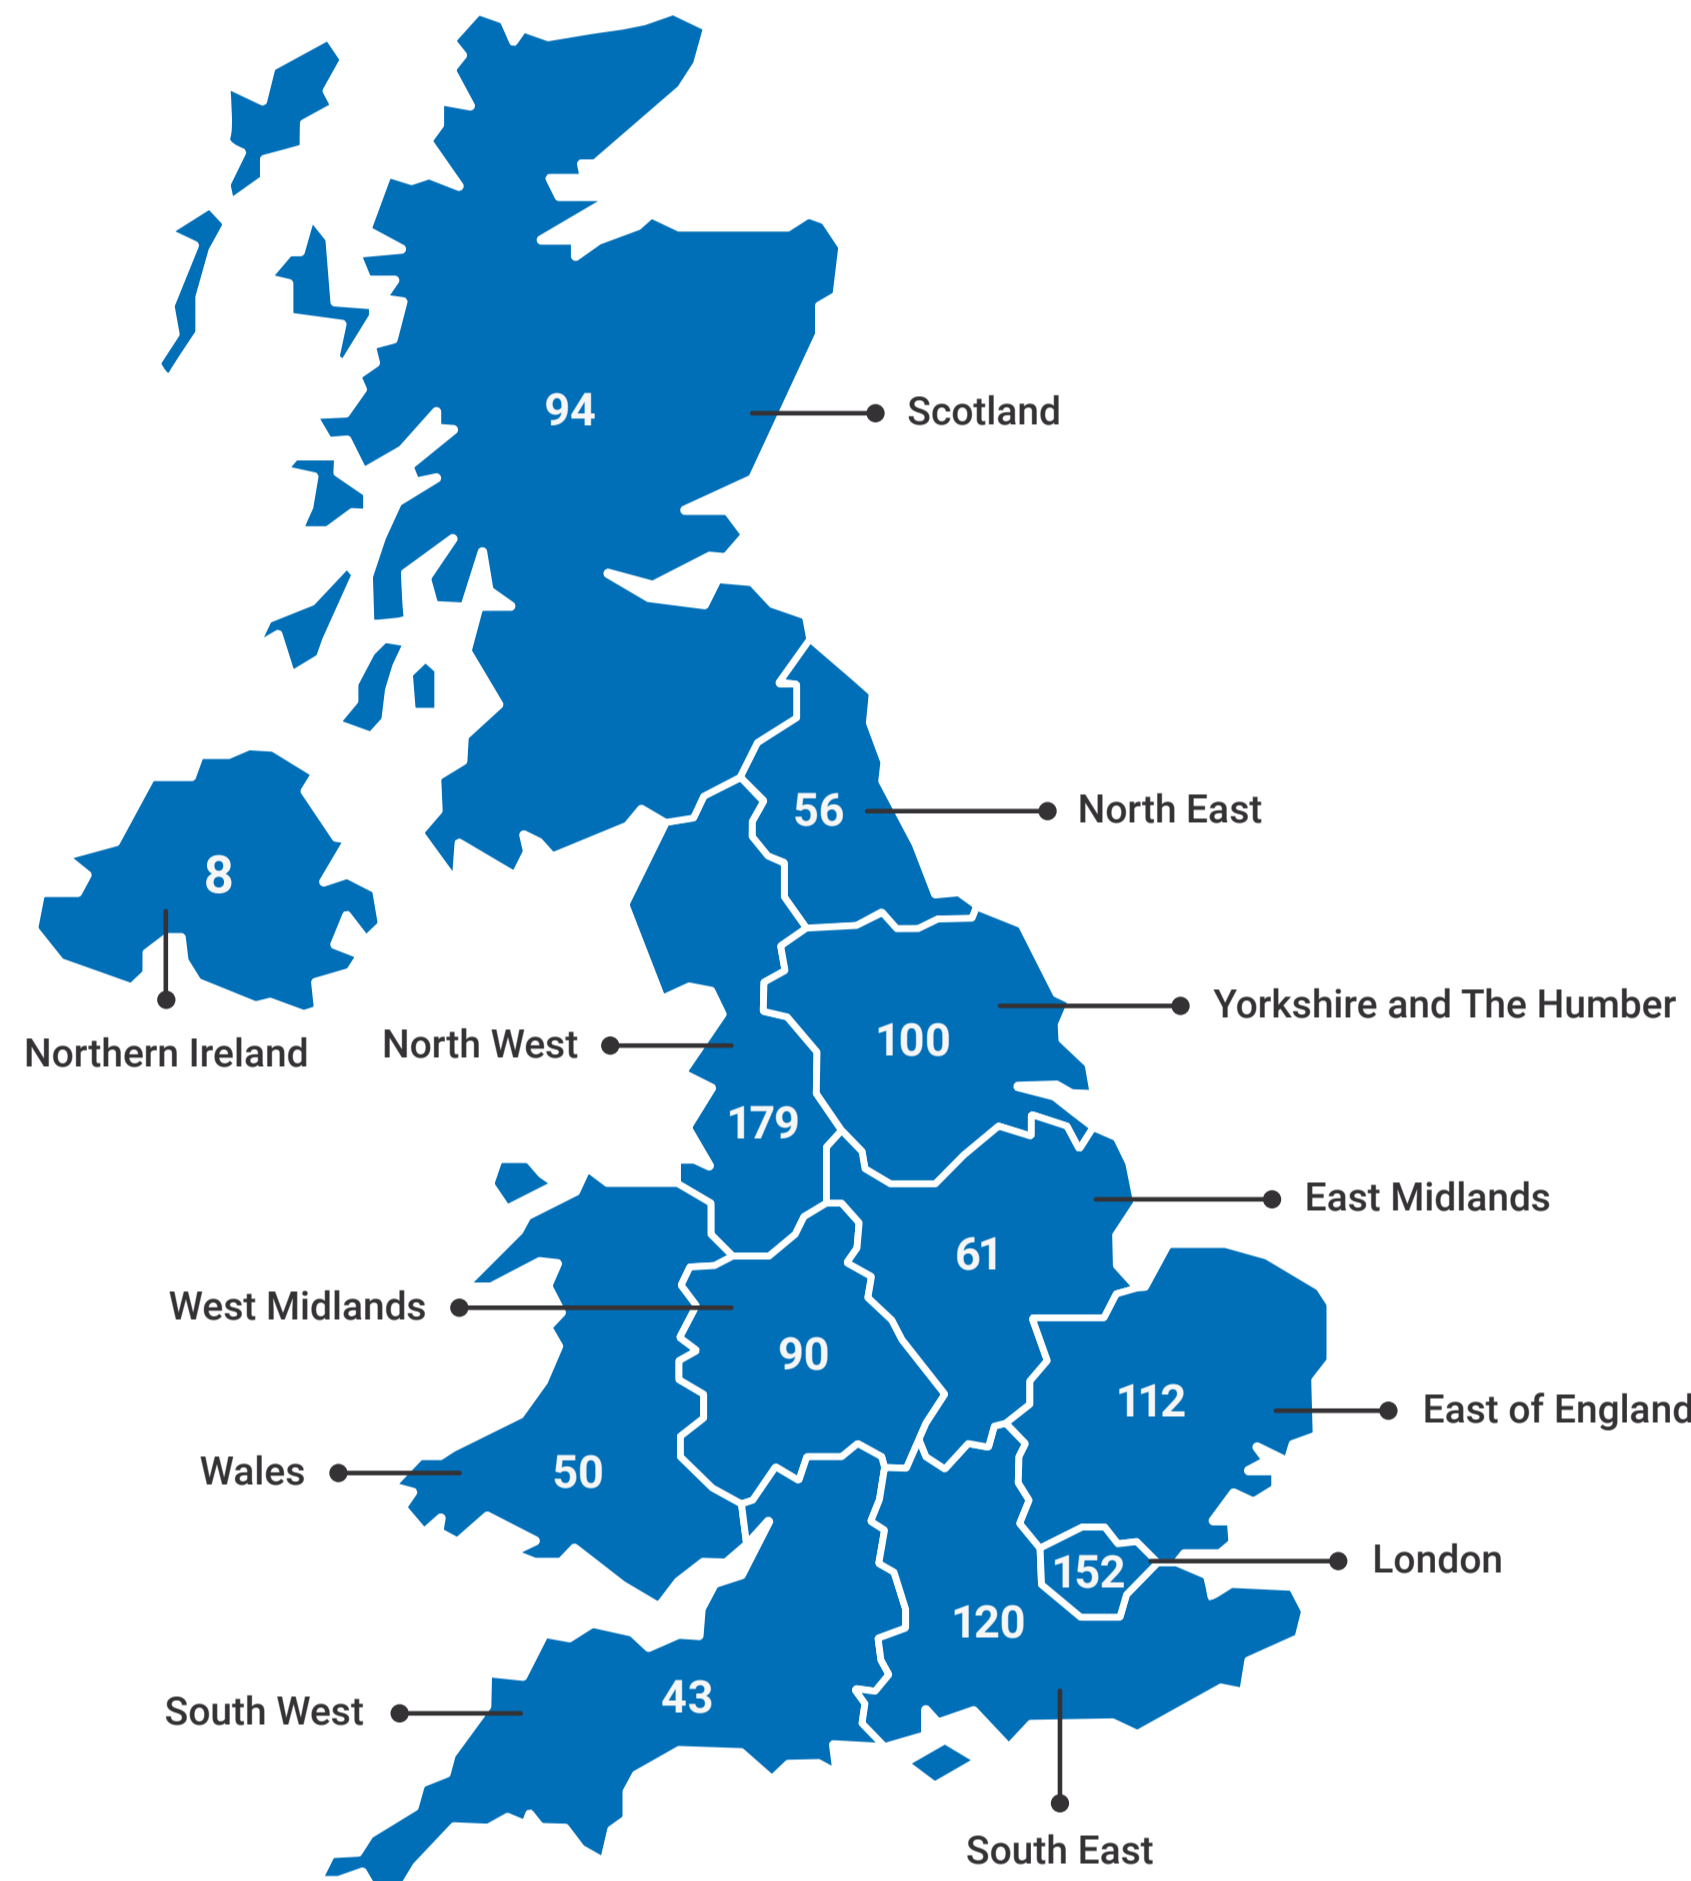 94
Scotland
56
North East
8
Northern Ireland
Yorkshire and The Humber
100
North West
179
East Midlands
61
West Midlands
90
112
East of England
Wales
50
London
152
120
South West
43
South East